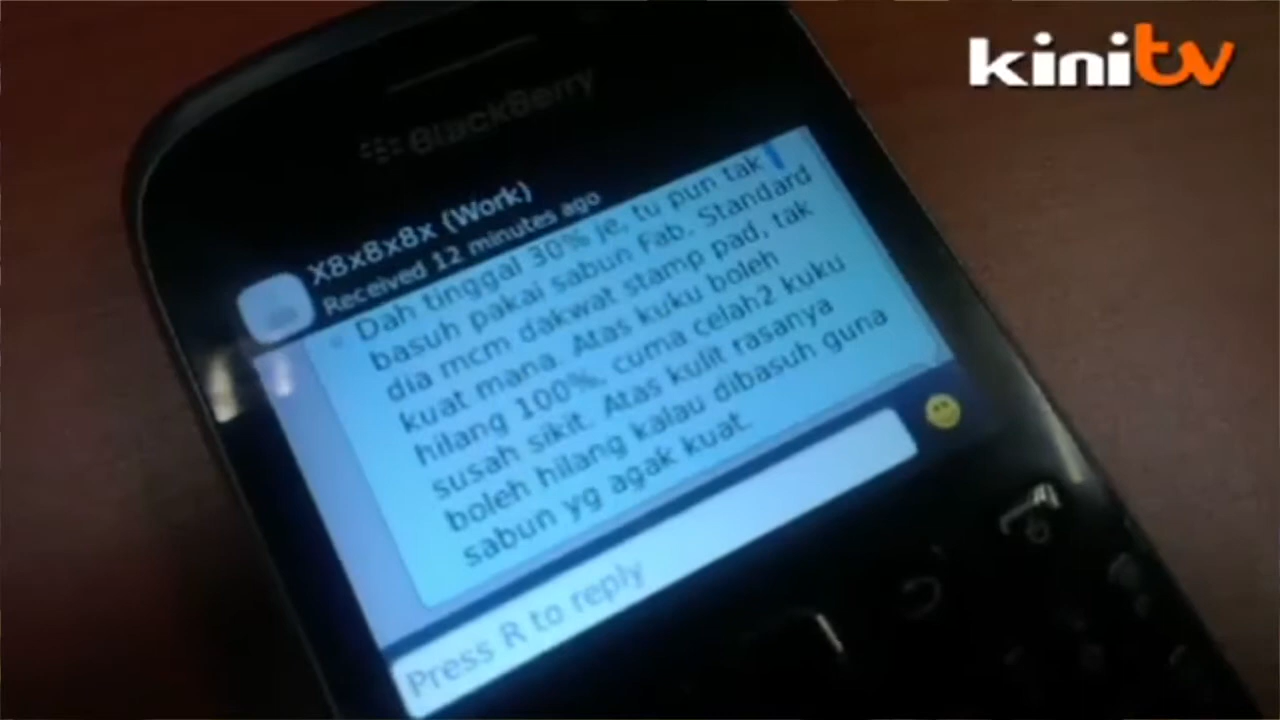 kinitv
BlackBerry
X8x8x8x (Work)
Received 12 minutes ago
Dah tinggal 30% je, tu pun tak
basuh pakai sabun Fab. Standard
dia mcm dakwat stamp pad, tak
kuat mana. Atas kuku boleh
hilang 100%, cuma celah2 kuku
susah sikit. Atas kulit rasanya
boleh hilang kalau dibasuh guna
sabun yg agak kuat.
Press R to reply